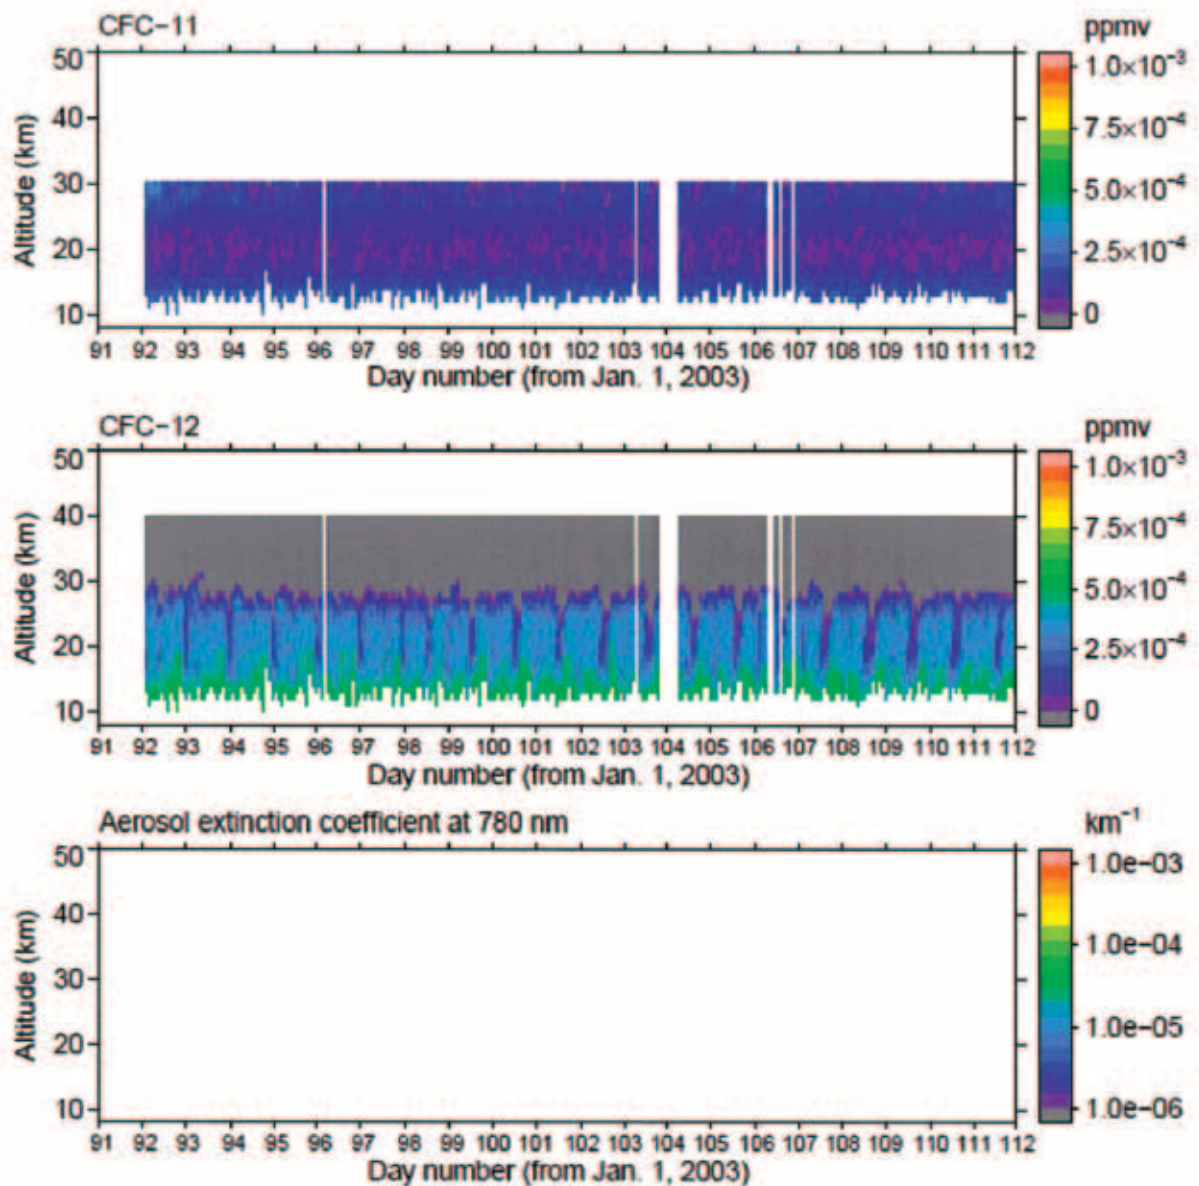 CFC-11
ppmv
50
40
30
20
10
Altitude (km)
1.0×10⁻³
7.5×10⁻⁴
5.0×10⁻⁴
2.5×10⁻⁴
0
91 92 93 94 95 96 97 98 99 100 101 102 103 104 105 106 107 108 109 110 111 112
Day number (from Jan. 1, 2003)
CFC-12
ppmv
50
40
30
20
10
Altitude (km)
1.0×10⁻³
7.5×10⁻⁴
5.0×10⁻⁴
2.5×10⁻⁴
0
91 92 93 94 95 96 97 98 99 100 101 102 103 104 105 106 107 108 109 110 111 112
Day number (from Jan. 1, 2003)
Aerosol extinction coefficient at 780 nm
km⁻¹
50
40
30
20
10
Altitude (km)
1.0e-03
1.0e-04
1.0e-05
1.0e-06
91 92 93 94 95 96 97 98 99 100 101 102 103 104 105 106 107 108 109 110 111 112
Day number (from Jan. 1, 2003)